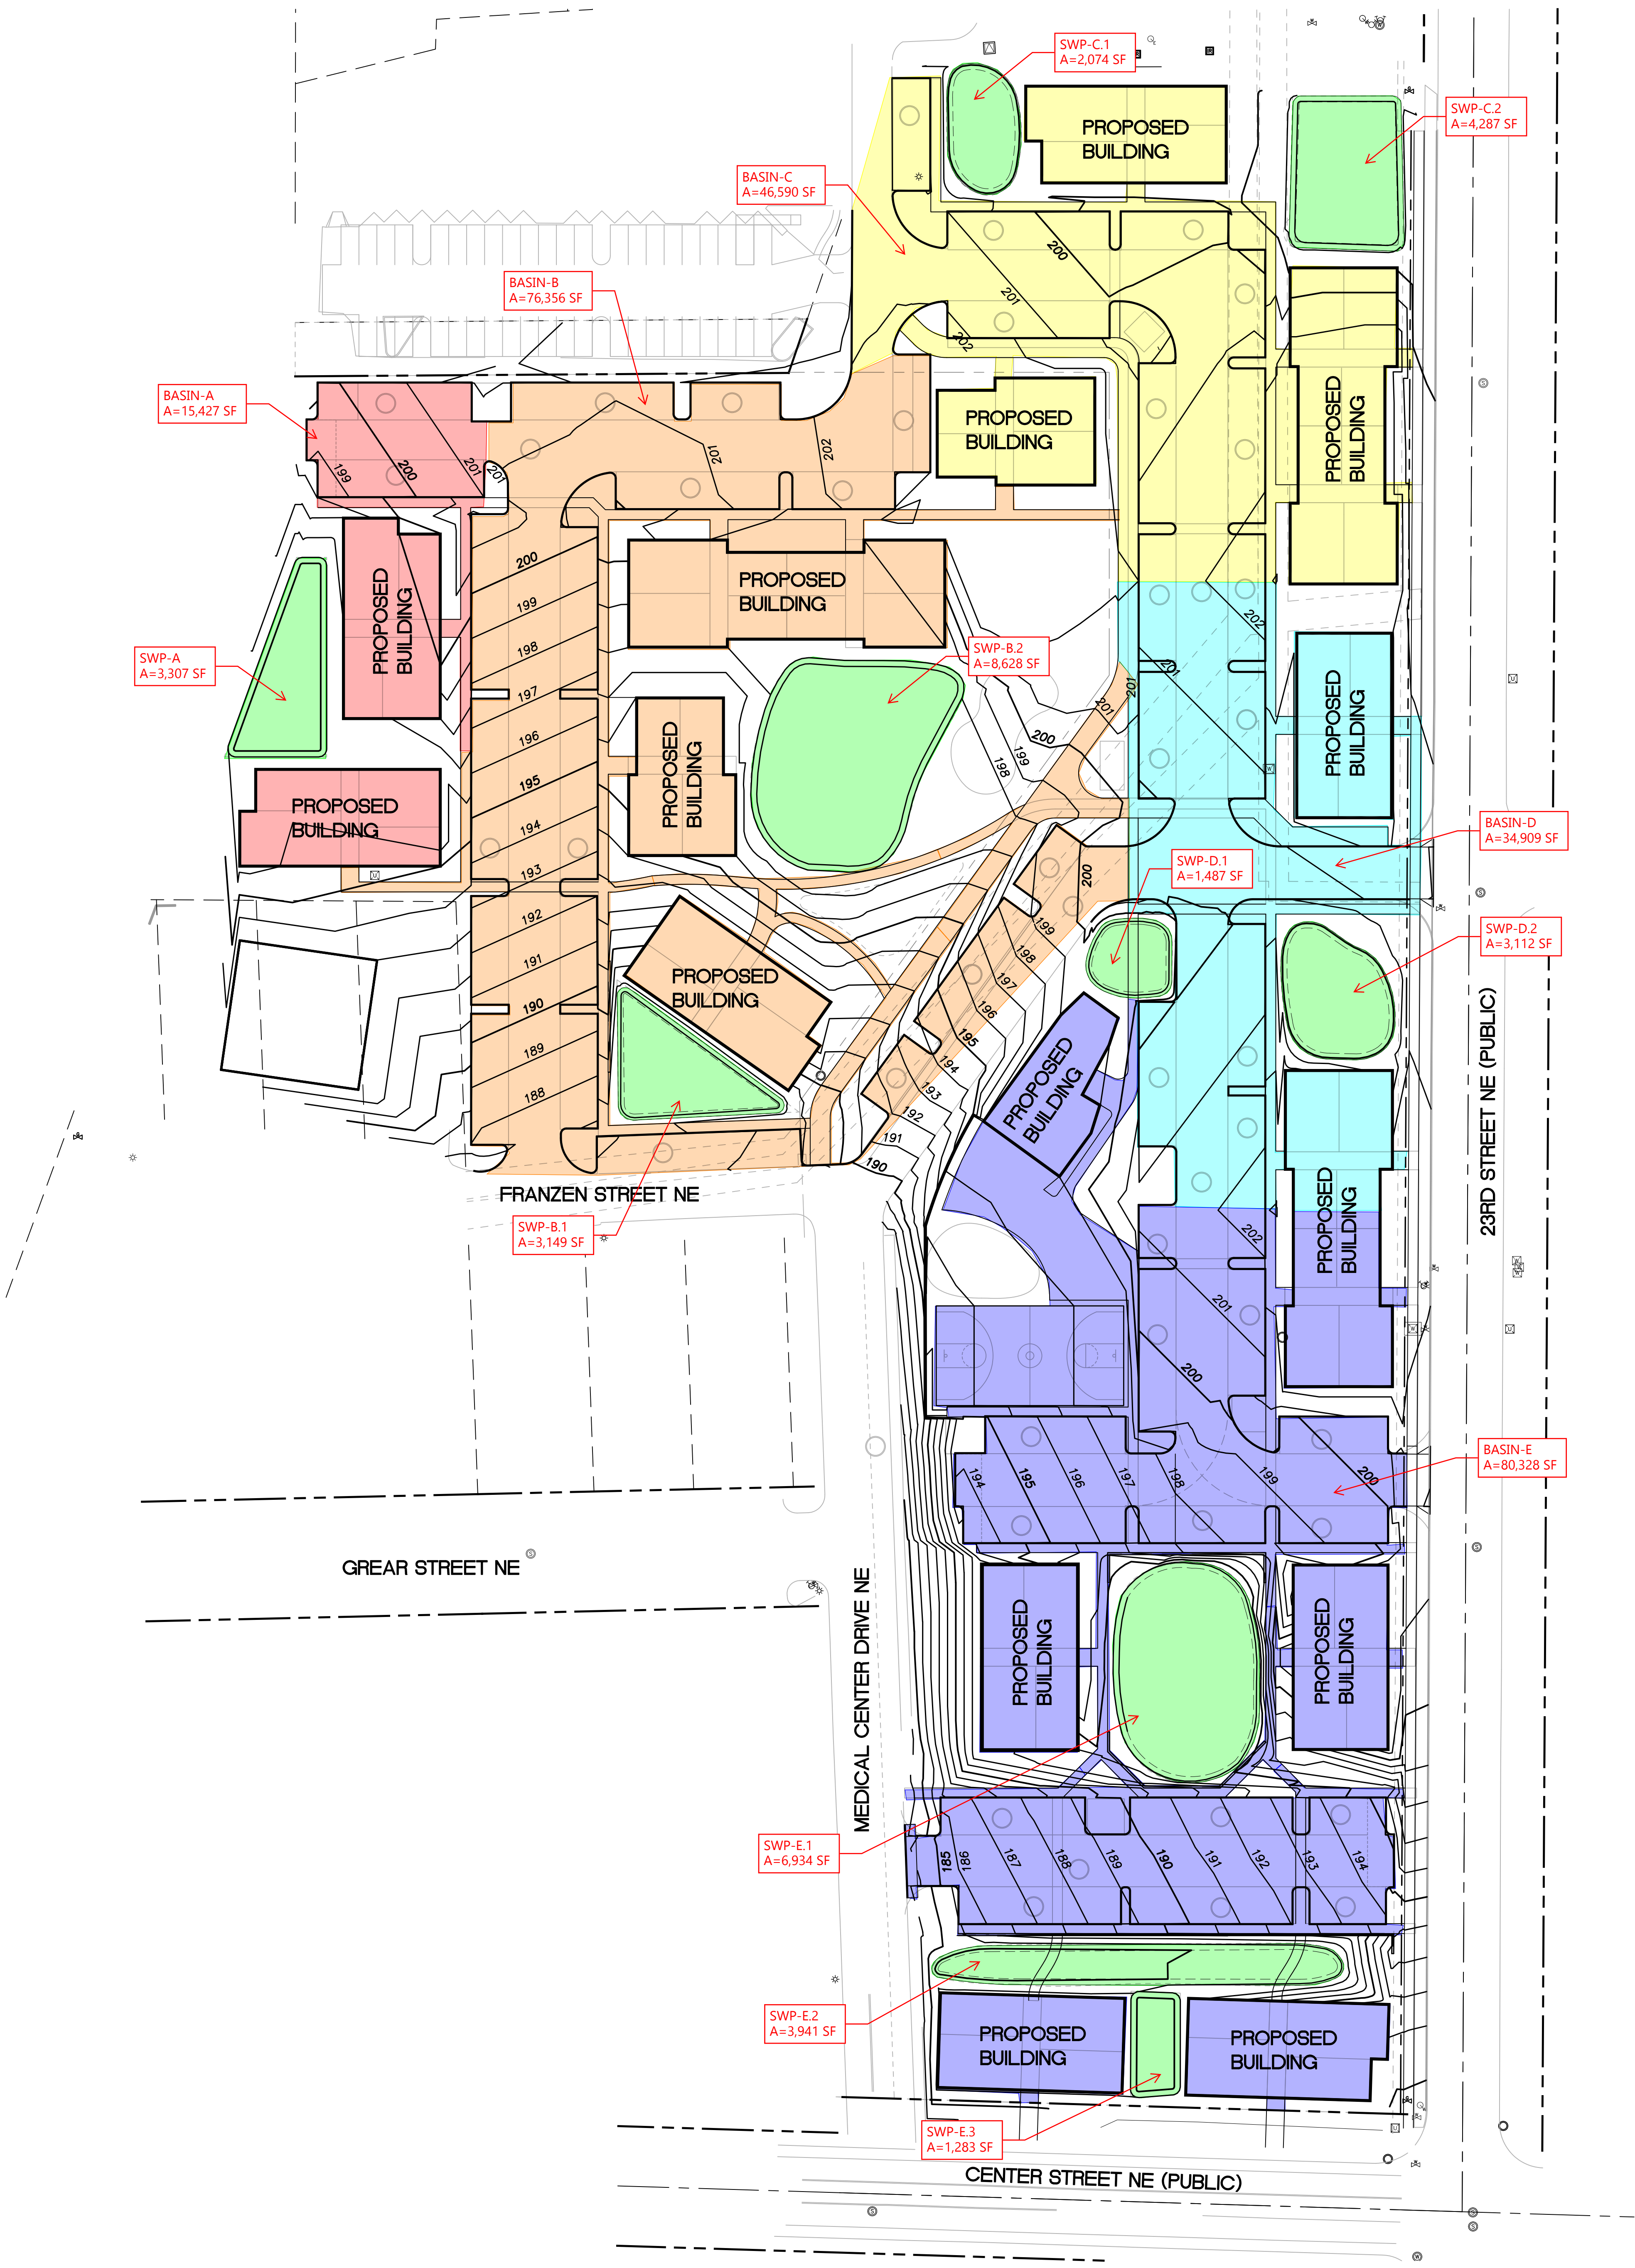 SWP-C.1
A=2,074 SF
SWP-C.2
A=4,287 SF
PROPOSED
BUILDING
BASIN-C
A=46,590 SF
200
201
202
BASIN-B
A=76,356 SF
BASIN-A
A=15,427 SF
199
200
201
201
201
202
PROPOSED
BUILDING
PROPOSED
BUILDING
PROPOSED
BUILDING
PROPOSED
BUILDING
200
199
198
197
196
195
194
193
192
191
190
189
188
SWP-A
A=3,307 SF
SWP-B.2
A=8,628 SF
202
201
201
201
200
199
198
PROPOSED
BUILDING
PROPOSED
BUILDING
PROPOSED
BUILDING
BASIN-D
A=34,909 SF
SWP-D.1
A=1,487 SF
200
199
198
197
196
195
194
193
192
191
190
SWP-D.2
A=3,112 SF
PROPOSED
BUILDING
PROPOSED
BUILDING
PROPOSED
BUILDING
23RD STREET NE (PUBLIC)
FRANZEN STREET NE
SWP-B.1
A=3,149 SF
202
201
200
BASIN-E
A=80,328 SF
194
195
196
197
198
199
200
GREAR STREET NE
MEDICAL CENTER DRIVE NE
PROPOSED
BUILDING
PROPOSED
BUILDING
SWP-E.1
A=6,934 SF
185
186
187
188
189
190
191
192
193
194
SWP-E.2
A=3,941 SF
PROPOSED
BUILDING
PROPOSED
BUILDING
SWP-E.3
A=1,283 SF
CENTER STREET NE (PUBLIC)